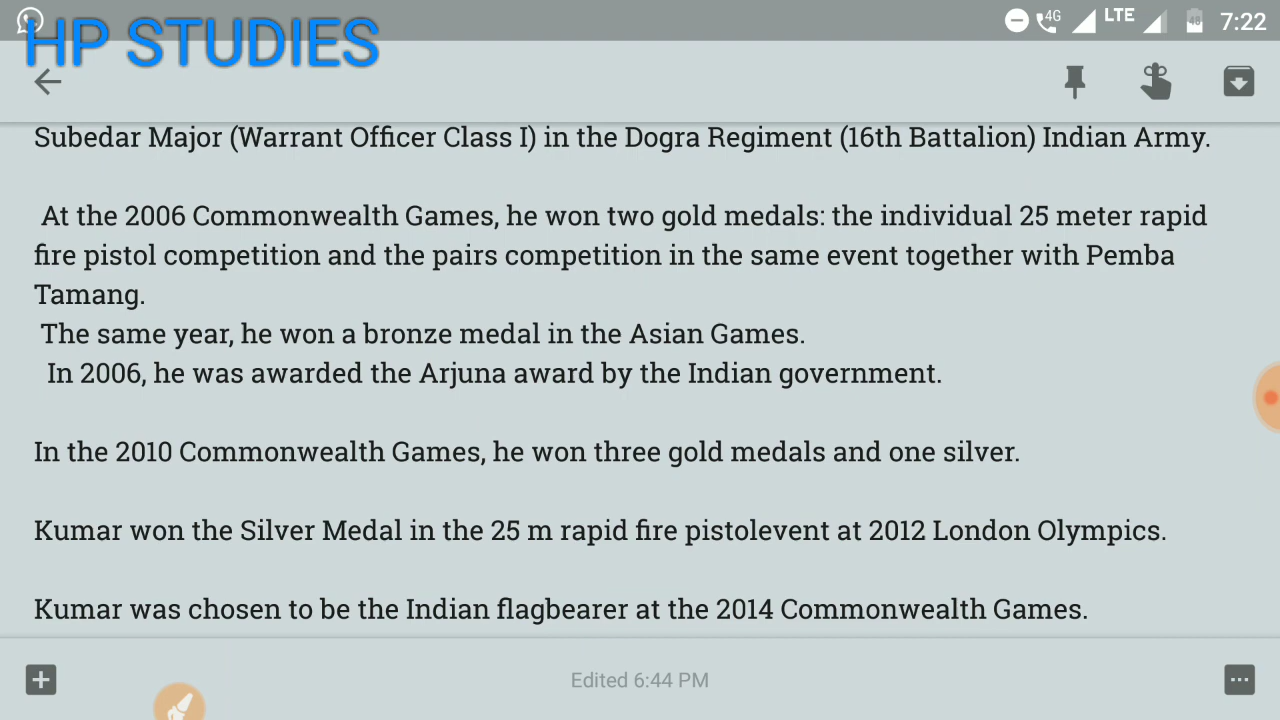 HP STUDIES
4G LTE 48 7:22
Subedar Major (Warrant Officer Class I) in the Dogra Regiment (16th Battalion) Indian Army.
At the 2006 Commonwealth Games, he won two gold medals: the individual 25 meter rapid
fire pistol competition and the pairs competition in the same event together with Pemba
Tamang.
The same year, he won a bronze medal in the Asian Games.
In 2006, he was awarded the Arjuna award by the Indian government.
In the 2010 Commonwealth Games, he won three gold medals and one silver.
Kumar won the Silver Medal in the 25 m rapid fire pistolevent at 2012 London Olympics.
Kumar was chosen to be the Indian flagbearer at the 2014 Commonwealth Games.
Edited 6:44 PM